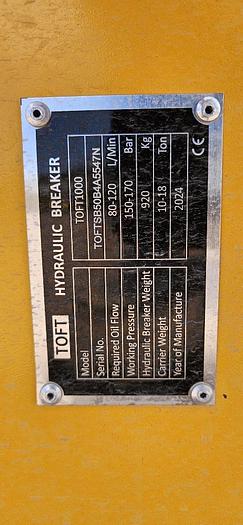 TOFT HYDRAULIC BREAKER
Model TOFT1000
Serial No. TOFTSB50B4A5547N
Required Oil Flow 80-120 L/Min
Working Pressure 150-170 Bar
Hydraulic Breaker Weight 920 Kg
Carrier Weight 10-18 Ton
Year of Manufacture 2024 CE